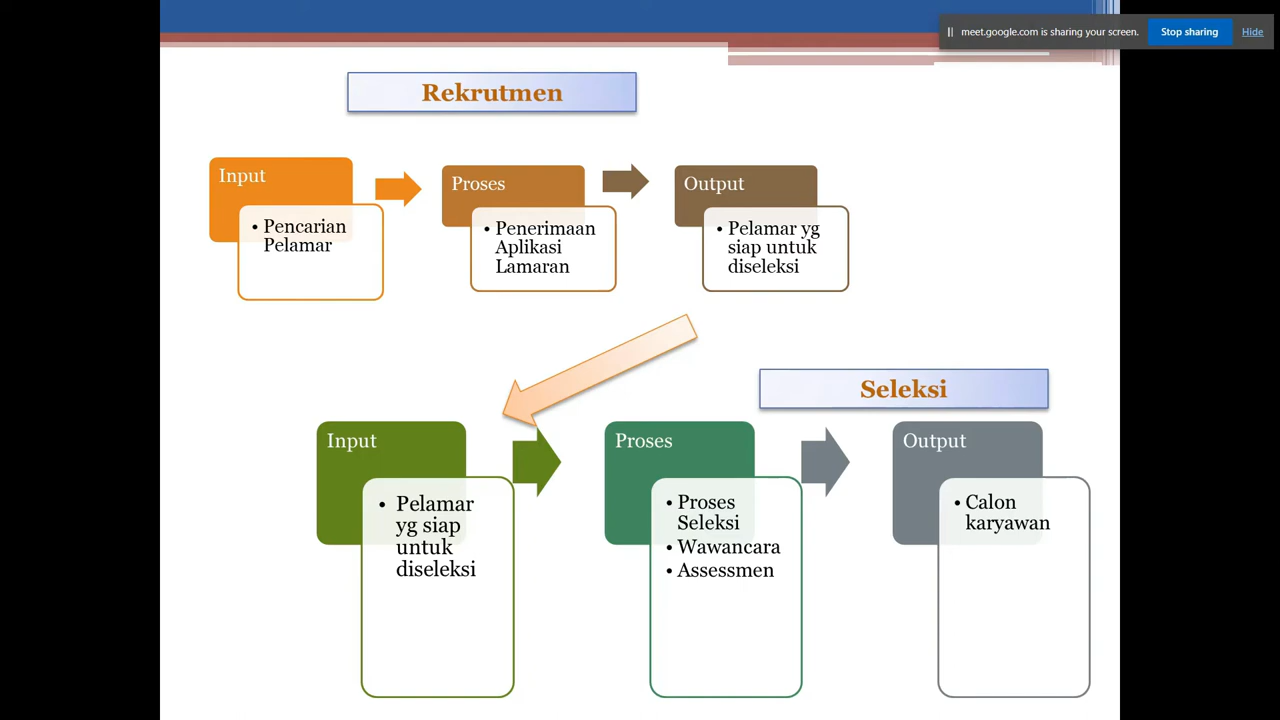 meet.google.com is sharing your screen.
Stop sharing
Hide
Rekrutmen
Input
• Pencarian
Pelamar
Proses
• Penerimaan
Aplikasi
Lamaran
Output
• Pelamar yg
siap untuk
diseleksi
Seleksi
Input
• Pelamar
yg siap
untuk
diseleksi
Proses
• Proses
Seleksi
• Wawancara
• Assessmen
Output
• Calon
karyawan